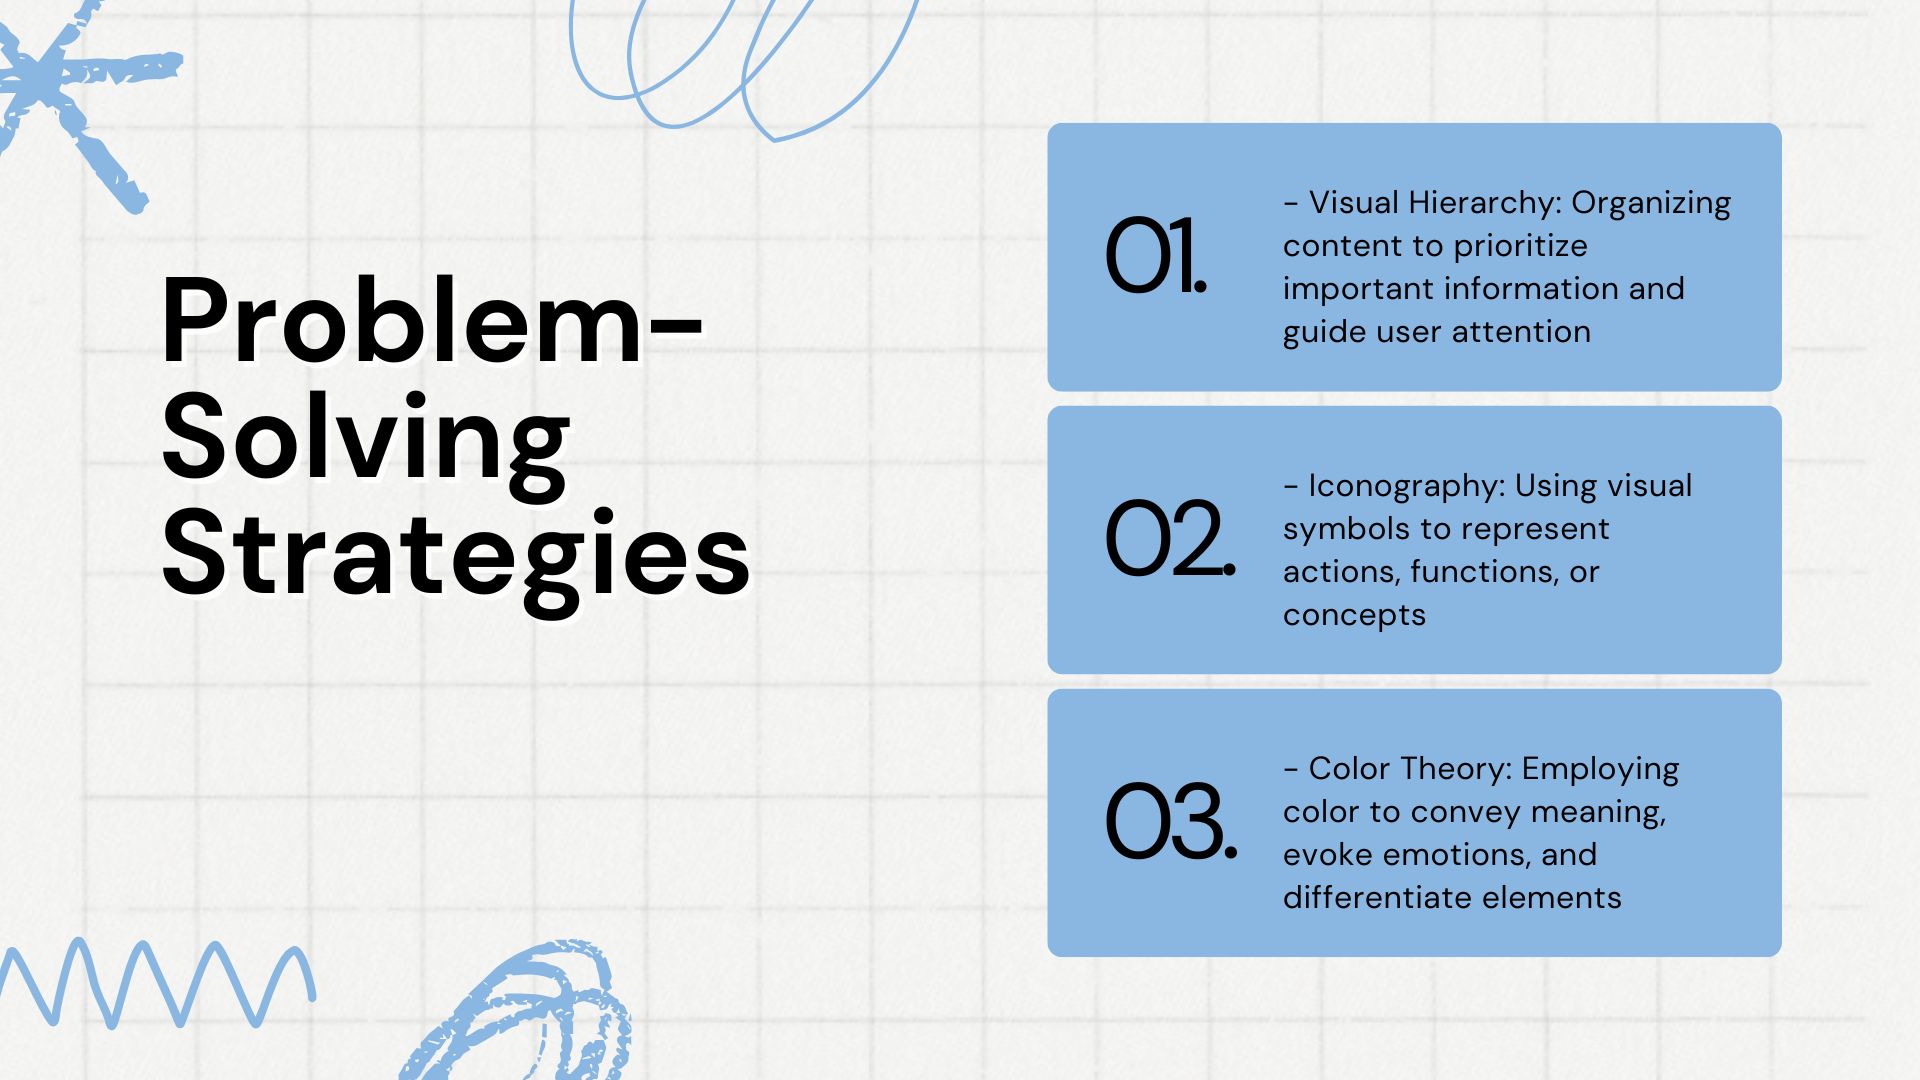 Problem-
Solving
Strategies
01.
- Visual Hierarchy: Organizing
content to prioritize
important information and
guide user attention
02.
- Iconography: Using visual
symbols to represent
actions, functions, or
concepts
03.
- Color Theory: Employing
color to convey meaning,
evoke emotions, and
differentiate elements